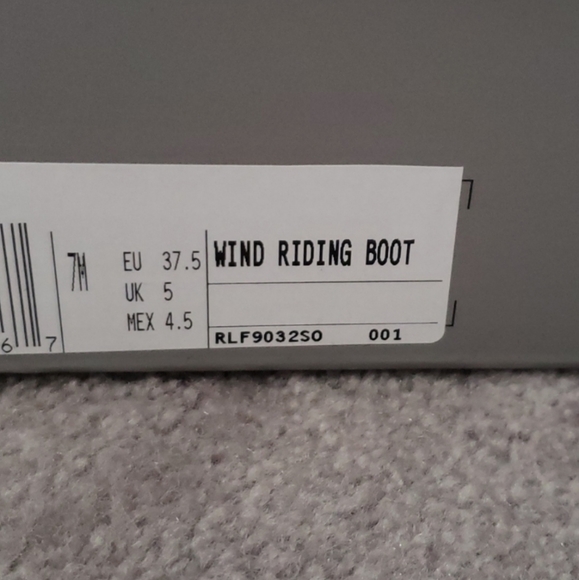 6 7
7M
EU 37.5
UK 5
MEX 4.5
WIND RIDING BOOT
RLF9032SO 001